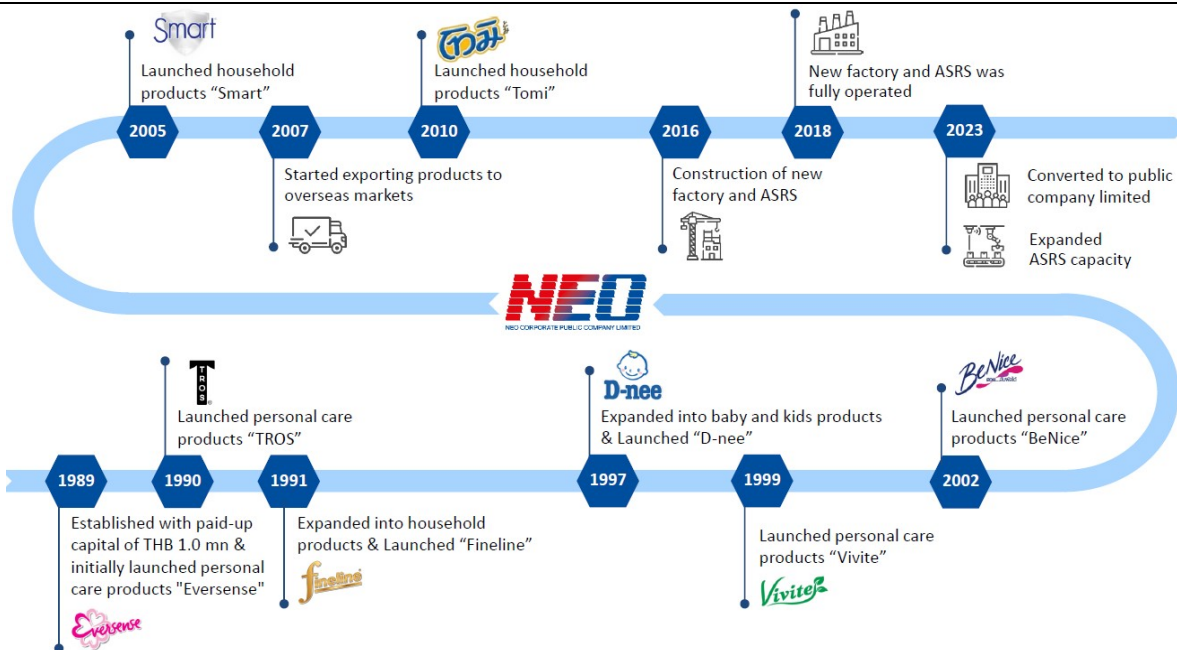 Smart
Launched household
products "Smart"
2005
2007
Started exporting products to
overseas markets
โทมิ
Launched household
products "Tomi"
2010
2016
Construction of new
factory and ASRS
New factory and ASRS was
fully operated
2018
2023
Converted to public
company limited
Expanded
ASRS capacity
NEO
NEO CORPORATE PUBLIC COMPANY LIMITED
1989
Established with paid-up
capital of THB 1.0 mn &
initially launched personal
care products "Eversense"
Eversense
TROS
Launched personal care
products "TROS"
1990
1991
Expanded into household
products & Launched "Fineline"
fineline
D-nee
Expanded into baby and kids products
& Launched "D-nee"
1997
1999
Launched personal care
products "Vivite"
Vivite
BeNice
Launched personal care
products "BeNice"
2002